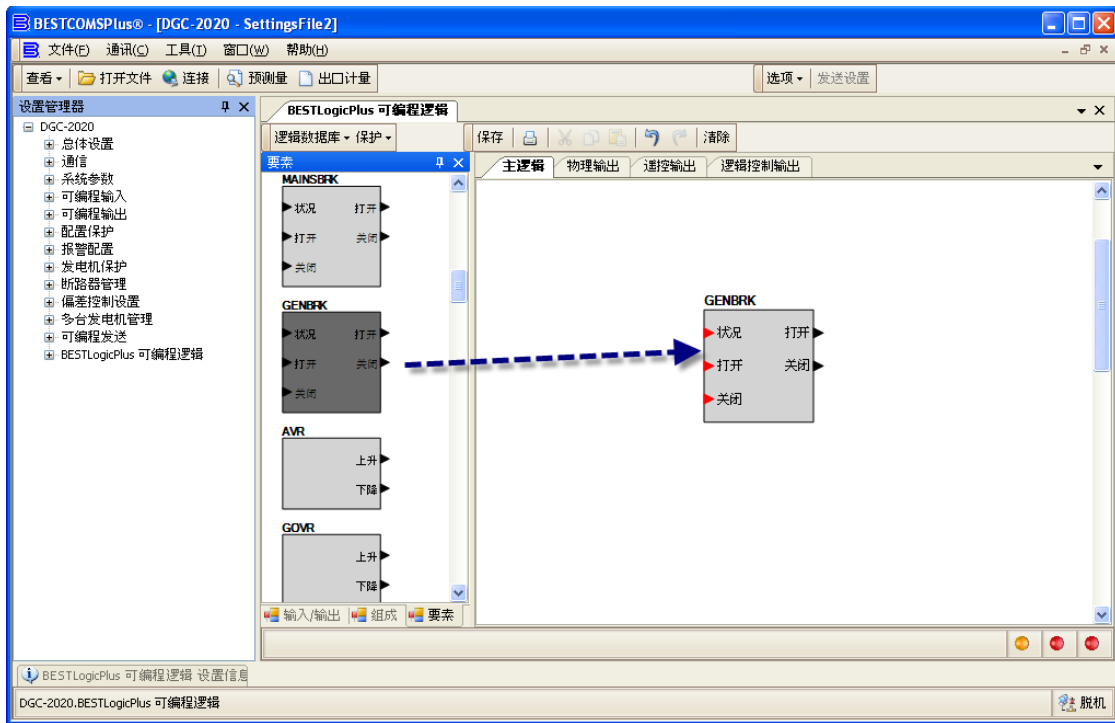 BESTCOMSPlus® - [DGC-2020 - SettingsFile2]
文件(F) 通讯(C) 工具(T) 窗口(W) 帮助(H)
查看 打开文件 连接 预测量 出口计量 选项 发送设置
设置管理器
DGC-2020
总体设置
通信
系统参数
可编程输入
可编程输出
配置保护
报警配置
发电机保护
断路器管理
偏差控制设置
多台发电机管理
可编程发送
BESTLogicPlus 可编程逻辑
BESTLogicPlus 可编程逻辑
逻辑数据库 保护 保存 清除
要素
MAINSBRK
状况 打开
打开 关闭
关闭
GENBRK
状况 打开
打开 关闭
关闭
AVR
上升
下降
GOVR
上升
下降
输入/输出 组成 要素
主逻辑 物理输出 遥控输出 逻辑控制输出
GENBRK
状况 打开
打开 关闭
关闭
BESTLogicPlus 可编程逻辑 设置信息
DGC-2020.BESTLogicPlus 可编程逻辑 脱机